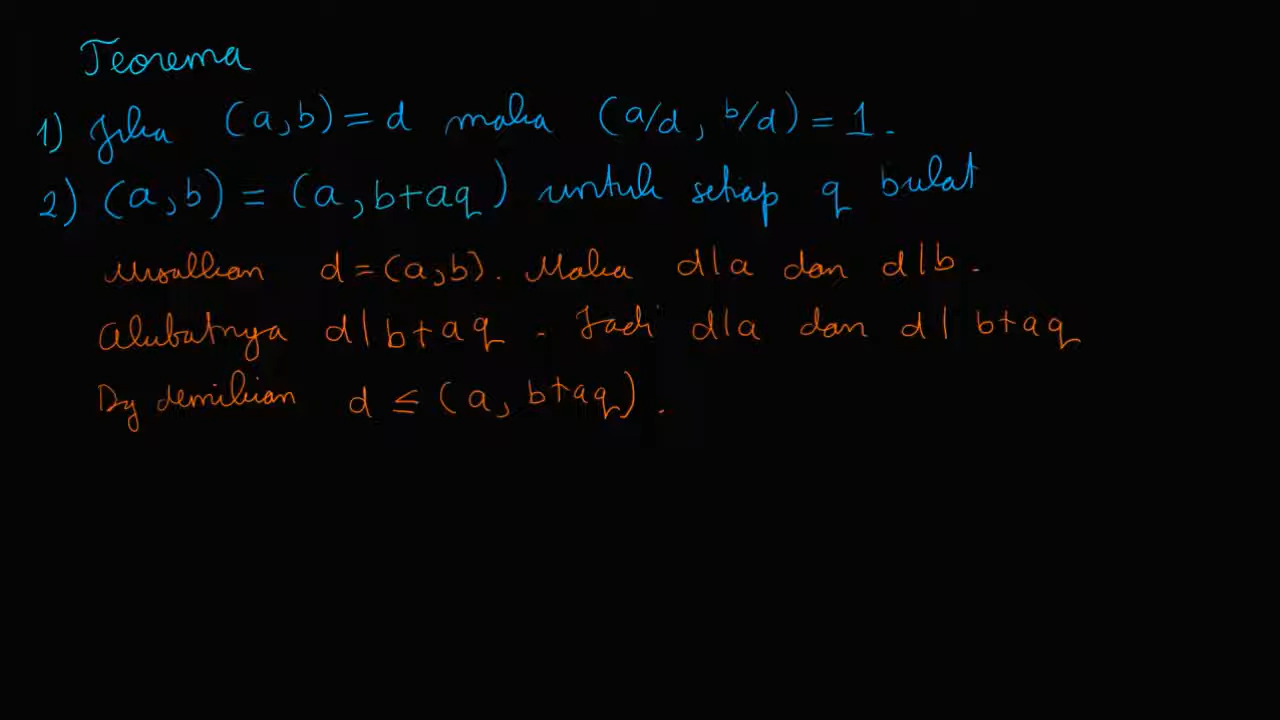 Teorema
1) Jika (a,b) = d maka (a/d, b/d) = 1.
2) (a,b) = (a, b+aq) untuk setiap q bulat
Misalkan d = (a,b). Maka d|a dan d|b.
Akibatnya d|b+aq. Jadi d|a dan d|b+aq
Dg demikian d ≤ (a, b+aq).